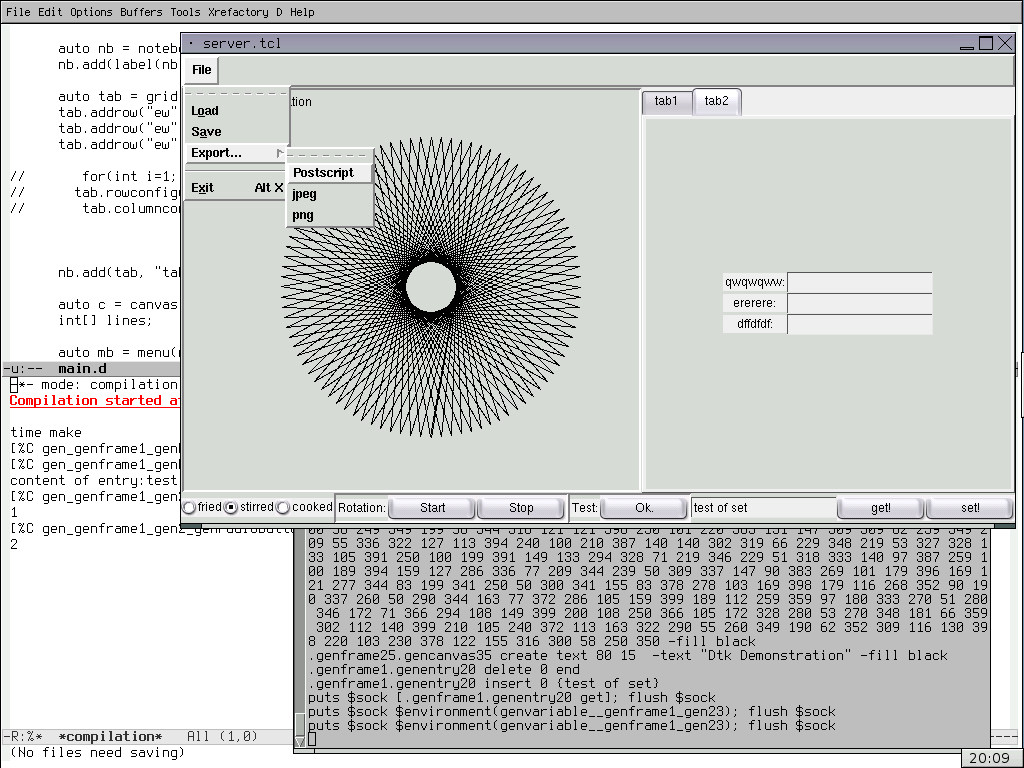 File Edit Options Buffers Tools Xrefactory D Help
auto nb = notebo
nb.add(label(nb
auto tab = grid
tab.addrow("ew"
tab.addrow("ew"
tab.addrow("ew"
// for(int i=1;
// tab.rowconfigu
// tab.columncon
nb.add(tab, "tab
auto c = canvas
int[] lines;
auto mb = menu(
-u:-- main.d
-*- mode: compilation
Compilation started at
time make
[%C gen_genframe1_gen
[%C gen_genframe1_gen
content of entry:test
[%C gen_genframe1_gen
1
[%C gen_genframe1_gen2_genradiobutto
2
-R:%* *compilation* All (1,0)
(No files need saving)
server.tcl
File
Load
Save
Export...
Exit Alt X
Postscript
jpeg
png
tion
tab1 tab2
qwqwqww:
ererere:
dffdfdf:
fried stirred cooked Rotation: Start Stop Test: Ok. test of set get! set!
09 55 336 322 127 113 394 240 100 210 387 140 140 302 319 66 229 348 219 53 327 328 1
33 105 391 250 100 199 391 149 133 294 328 71 219 346 229 51 318 333 140 97 387 259 1
00 189 394 159 127 286 336 77 209 344 239 50 309 337 147 90 383 269 101 179 396 169 1
21 277 344 83 199 341 250 50 300 341 155 83 378 278 103 169 398 179 116 268 352 90 19
0 337 260 50 290 344 163 77 372 286 105 159 399 189 112 259 359 97 180 333 270 51 280
346 172 71 366 294 108 149 399 200 108 250 366 105 172 328 280 53 270 348 181 66 359
302 112 140 399 210 105 240 372 113 163 322 290 55 260 349 190 62 352 309 116 130 39
8 220 103 230 378 122 155 316 300 58 250 350 -fill black
.genframe25.gencanvas35 create text 80 15 -text "Dtk Demonstration" -fill black
.genframe1.genentry20 delete 0 end
.genframe1.genentry20 insert 0 {test of set}
puts $sock [.genframe1.genentry20 get]; flush $sock
puts $sock $environment(genvariable__genframe1_gen23); flush $sock
puts $sock $environment(genvariable__genframe1_gen23); flush $sock
20:09